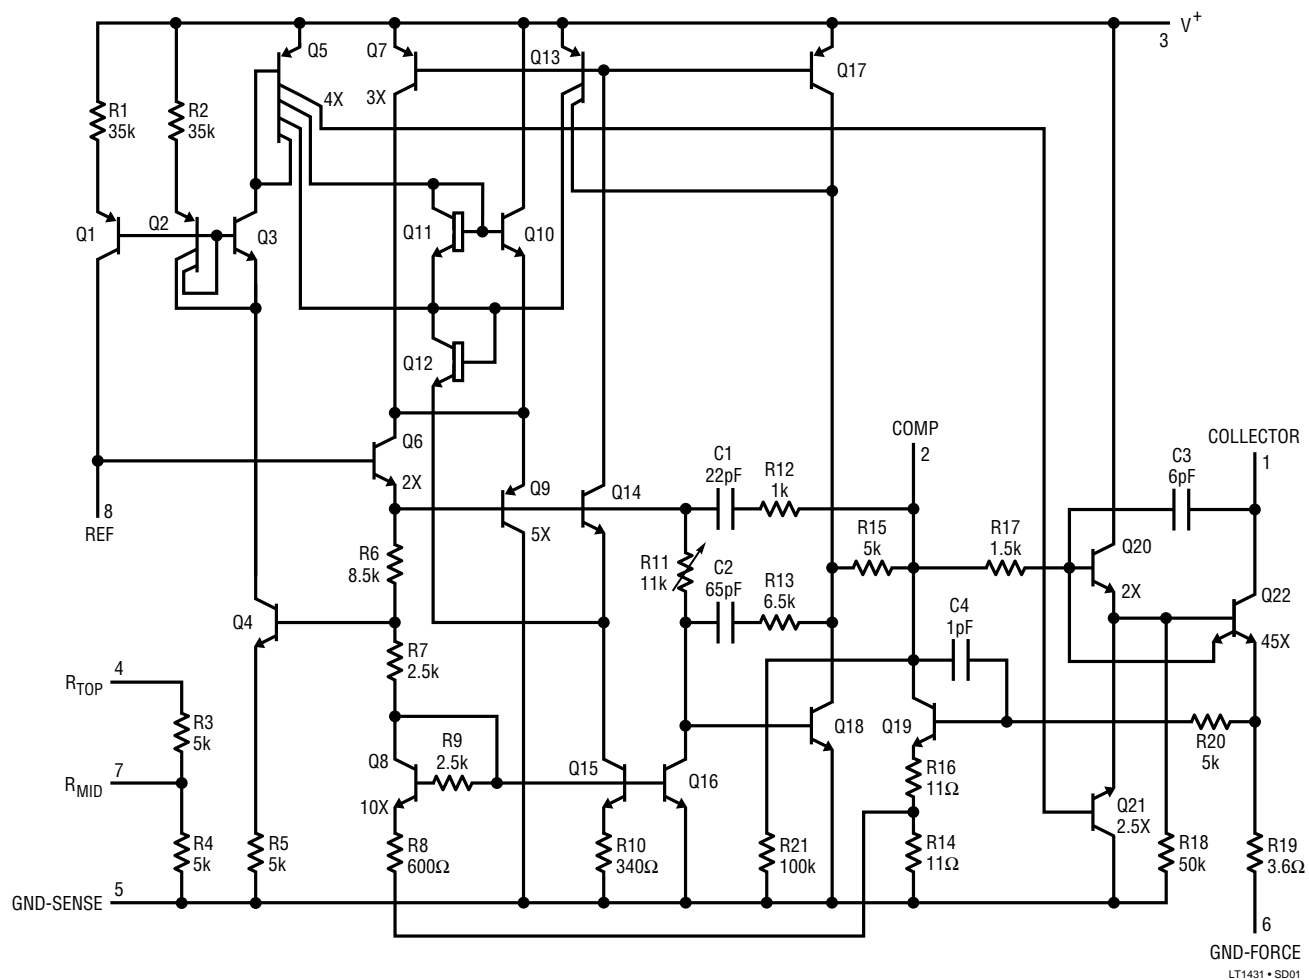 V+
3
Q5
Q7
Q13
Q17
4X
3X
R1
35k
R2
35k
Q1
Q2
Q3
Q11
Q10
Q12
Q6
2X
COMP
2
COLLECTOR
1
8
REF
Q9
5X
Q14
C1
22pF
R12
1k
C3
6pF
R6
8.5k
R11
11k
C2
65pF
R13
6.5k
R15
5k
R17
1.5k
Q20
2X
Q22
45X
Q4
R7
2.5k
C4
1pF
4
RTOP
R3
5k
7
RMID
R4
5k
R5
5k
Q8
10X
R9
2.5k
Q15
Q16
Q18
Q19
R20
5k
R16
11Ω
Q21
2.5X
R8
600Ω
R10
340Ω
R21
100k
R14
11Ω
R18
50k
R19
3.6Ω
5
GND-SENSE
6
GND-FORCE
LT1431 • SD01